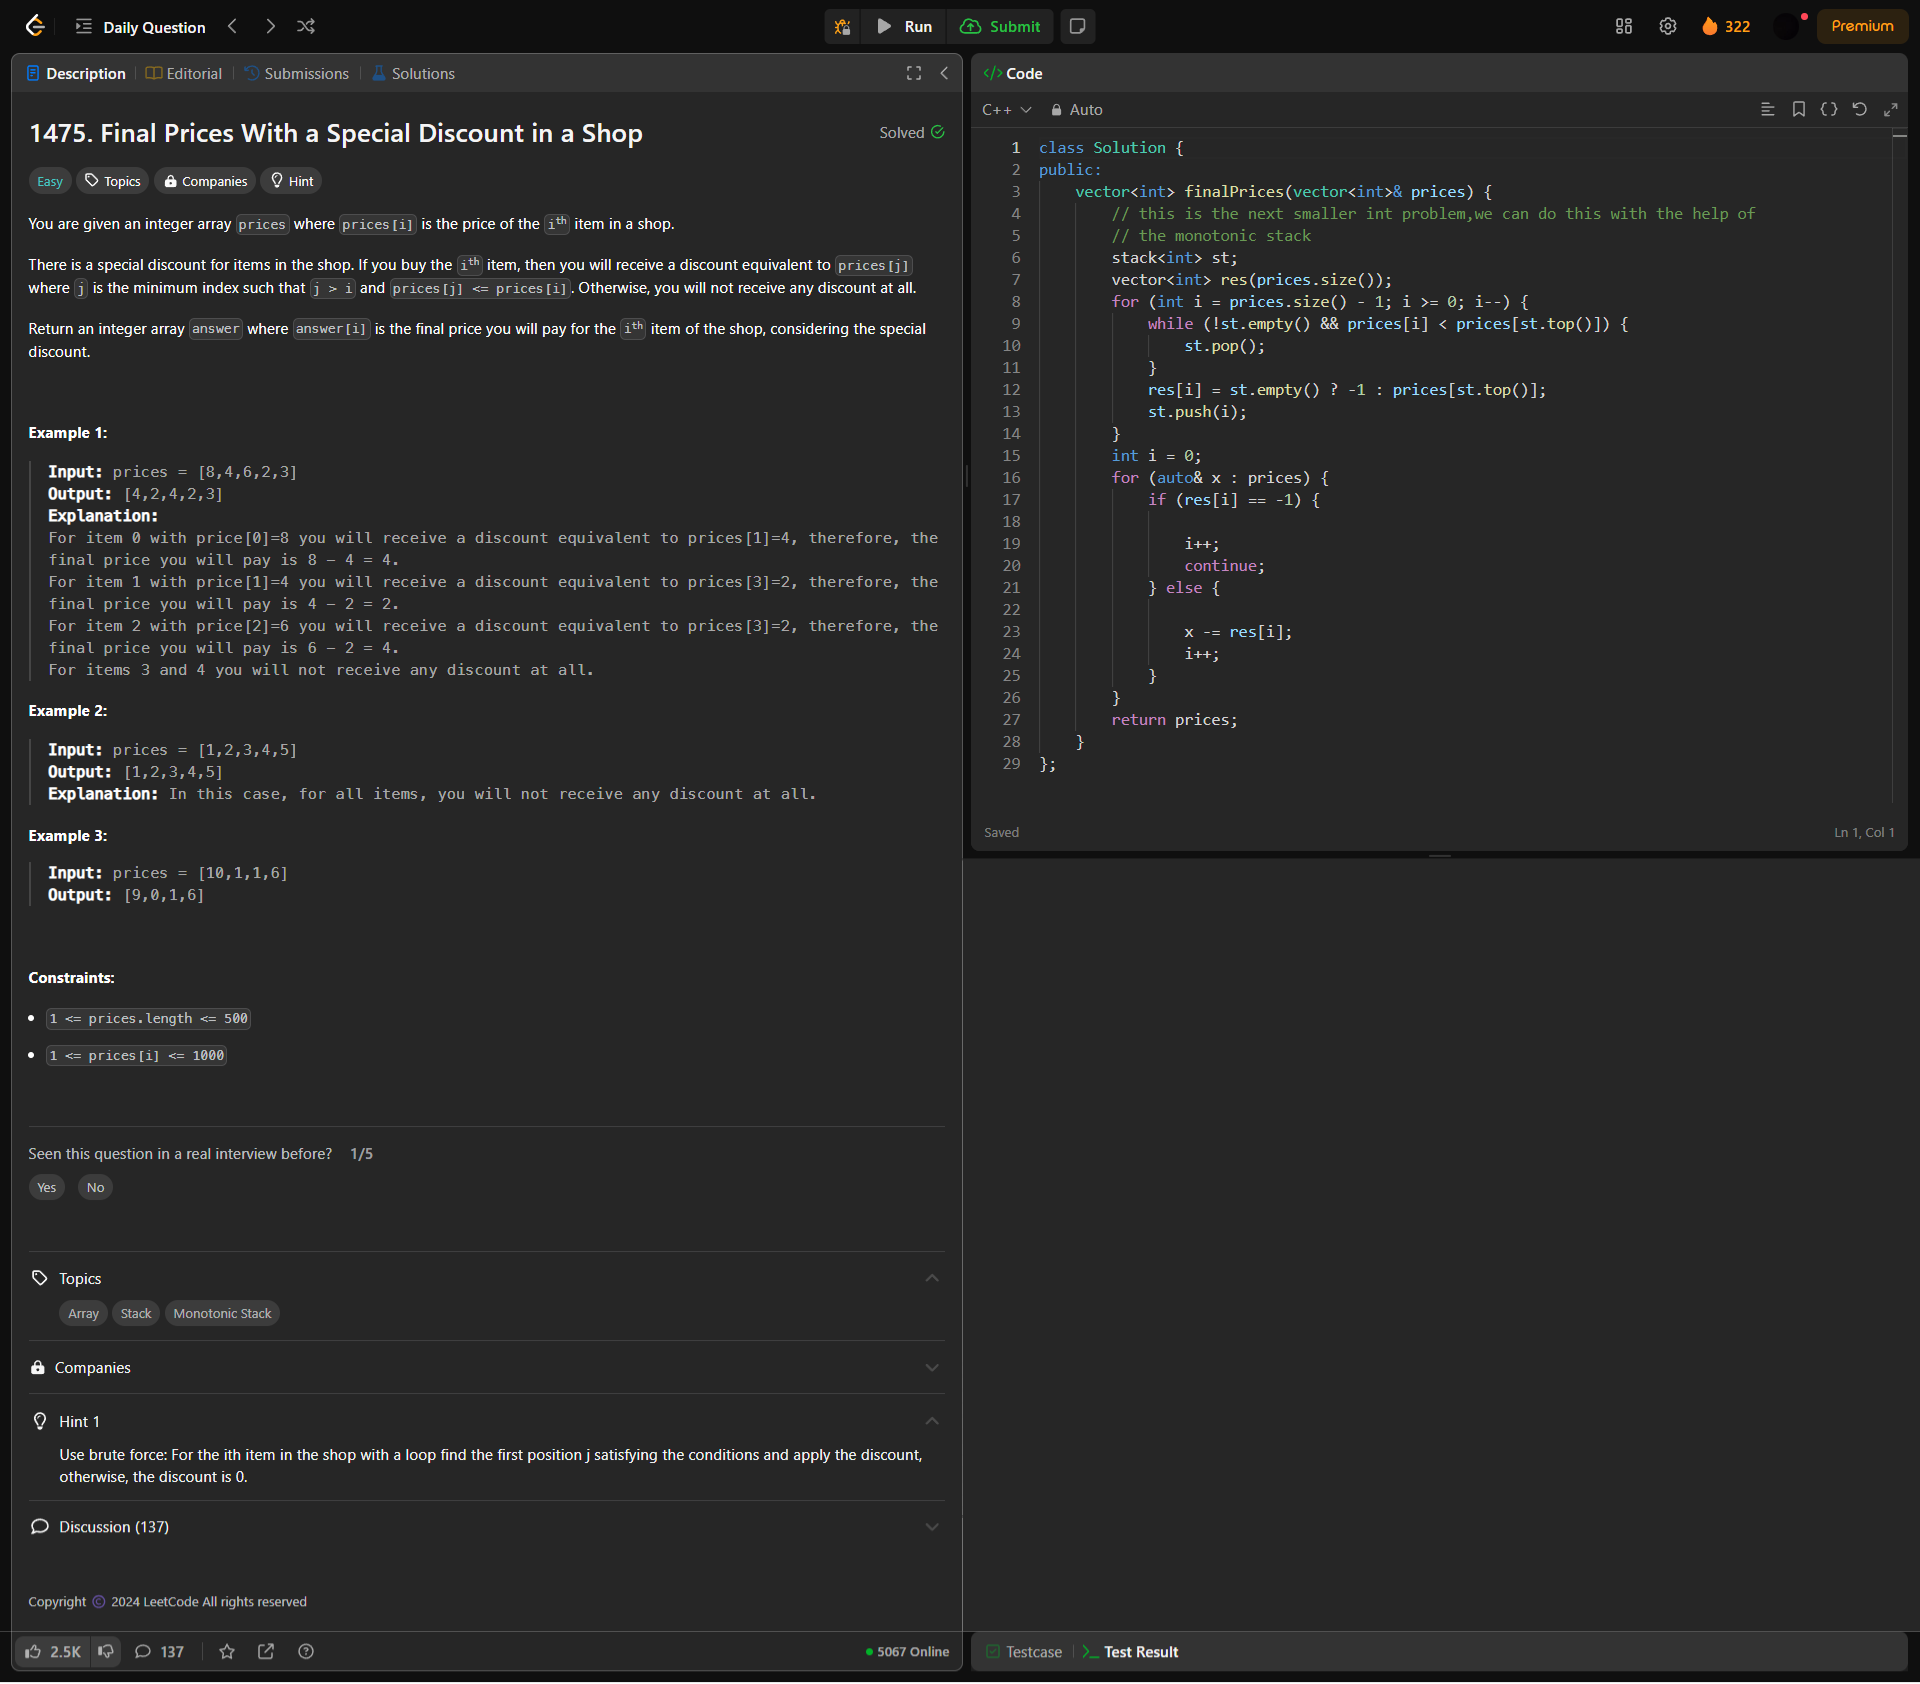 Daily Question
Run
Submit
322
Premium
Description
Editorial
Submissions
Solutions
1475. Final Prices With a Special Discount in a Shop
Solved
Easy
Topics
Companies
Hint
You are given an integer array prices where prices[i] is the price of the ith item in a shop.
There is a special discount for items in the shop. If you buy the ith item, then you will receive a discount equivalent to prices[j]
where j is the minimum index such that j > i and prices[j] <= prices[i]. Otherwise, you will not receive any discount at all.
Return an integer array answer where answer[i] is the final price you will pay for the ith item of the shop, considering the special
discount.
Example 1:
Input: prices = [8,4,6,2,3]
Output: [4,2,4,2,3]
Explanation:
For item 0 with price[0]=8 you will receive a discount equivalent to prices[1]=4, therefore, the
final price you will pay is 8 - 4 = 4.
For item 1 with price[1]=4 you will receive a discount equivalent to prices[3]=2, therefore, the
final price you will pay is 4 - 2 = 2.
For item 2 with price[2]=6 you will receive a discount equivalent to prices[3]=2, therefore, the
final price you will pay is 6 - 2 = 4.
For items 3 and 4 you will not receive any discount at all.
Example 2:
Input: prices = [1,2,3,4,5]
Output: [1,2,3,4,5]
Explanation: In this case, for all items, you will not receive any discount at all.
Example 3:
Input: prices = [10,1,1,6]
Output: [9,0,1,6]
Constraints:
• 1 <= prices.length <= 500
• 1 <= prices[i] <= 1000
Seen this question in a real interview before? 1/5
Yes
No
Topics
Array
Stack
Monotonic Stack
Companies
Hint 1
Use brute force: For the ith item in the shop with a loop find the first position j satisfying the conditions and apply the discount,
otherwise, the discount is 0.
Discussion (137)
Copyright © 2024 LeetCode All rights reserved
2.5K
137
5067 Online
</> Code
C++
Auto
1 class Solution {
2 public:
3     vector<int> finalPrices(vector<int>& prices) {
4         // this is the next smaller int problem,we can do this with the help of
5         // the monotonic stack
6         stack<int> st;
7         vector<int> res(prices.size());
8         for (int i = prices.size() - 1; i >= 0; i--) {
9             while (!st.empty() && prices[i] < prices[st.top()]) {
10                 st.pop();
11             }
12             res[i] = st.empty() ? -1 : prices[st.top()];
13             st.push(i);
14         }
15         int i = 0;
16         for (auto& x : prices) {
17             if (res[i] == -1) {
18
19                 i++;
20                 continue;
21             } else {
22
23                 x -= res[i];
24                 i++;
25             }
26         }
27         return prices;
28     }
29 };
Saved
Ln 1, Col 1
Testcase
Test Result